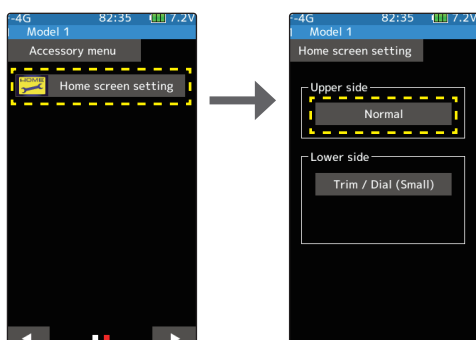 -4G 82:35 7.2V
Model 1
Accessory menu
HOME
Home screen setting
-4G 82:35 7.2V
Model 1
Home screen setting
Upper side
Normal
Lower side
Trim / Dial (Small)